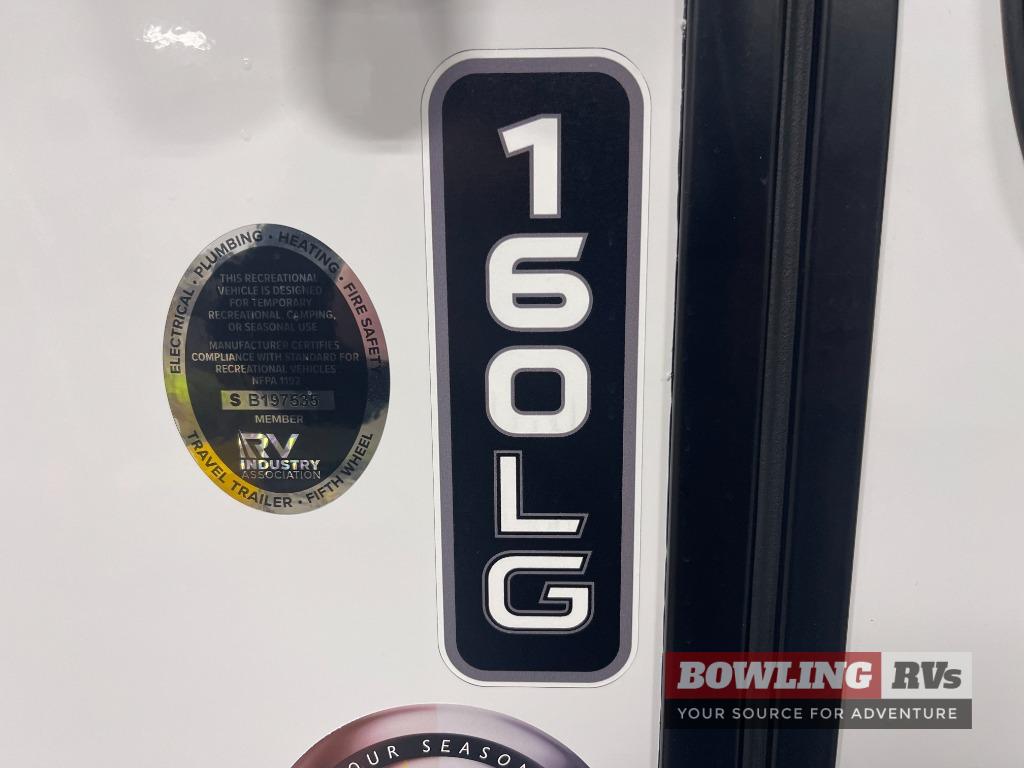 160LG
ELECTRICAL · PLUMBING · HEATING · FIRE SAFETY
THIS RECREATIONAL
VEHICLE IS DESIGNED
FOR TEMPORARY
RECREATIONAL, CAMPING,
OR SEASONAL USE
MANUFACTURER CERTIFIES
COMPLIANCE WITH STANDARD FOR
RECREATIONAL VEHICLES
NFPA 1192
S B197535
MEMBER
RV
INDUSTRY
ASSOCIATION
TRAVEL TRAILER · FIFTH WHEEL
OUR SEASON
BOWLING RVs
YOUR SOURCE FOR ADVENTURE